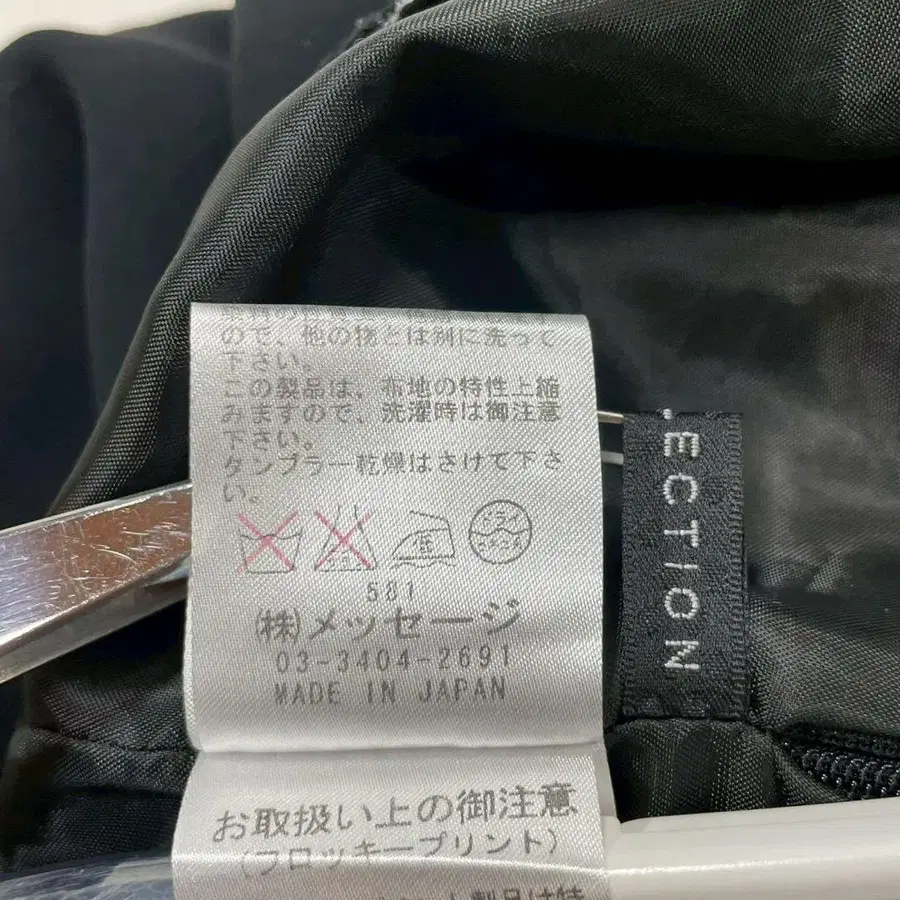 ので、他の物とは別に洗って
下さい。
この製品は、布地の特性上縮
みますので、洗濯時は御注意
下さい。
タンブラー乾燥はさけて下さ
い。
581
(株)メッセージ
03-3404-2691
MADE IN JAPAN
お取扱い上の御注意
(フロッキープリント)
製品は特
ECTION